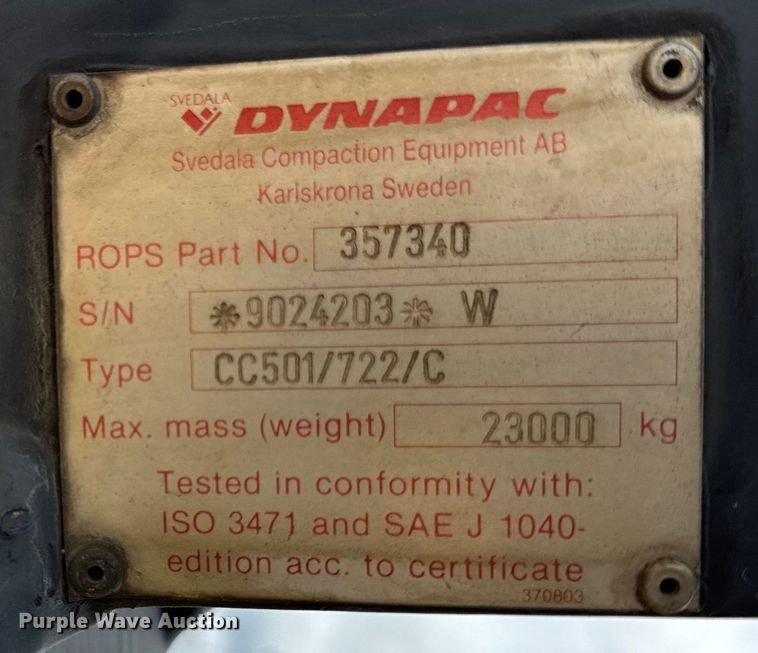 SVEDALA
DYNAPAC
Svedala Compaction Equipment AB
Karlskrona Sweden
ROPS Part No. 357340
S/N *9024203* W
Type CC501/722/C
Max. mass (weight) 23000 kg
Tested in conformity with:
ISO 3471 and SAE J 1040-
edition acc. to certificate
370803
Purple Wave Auction